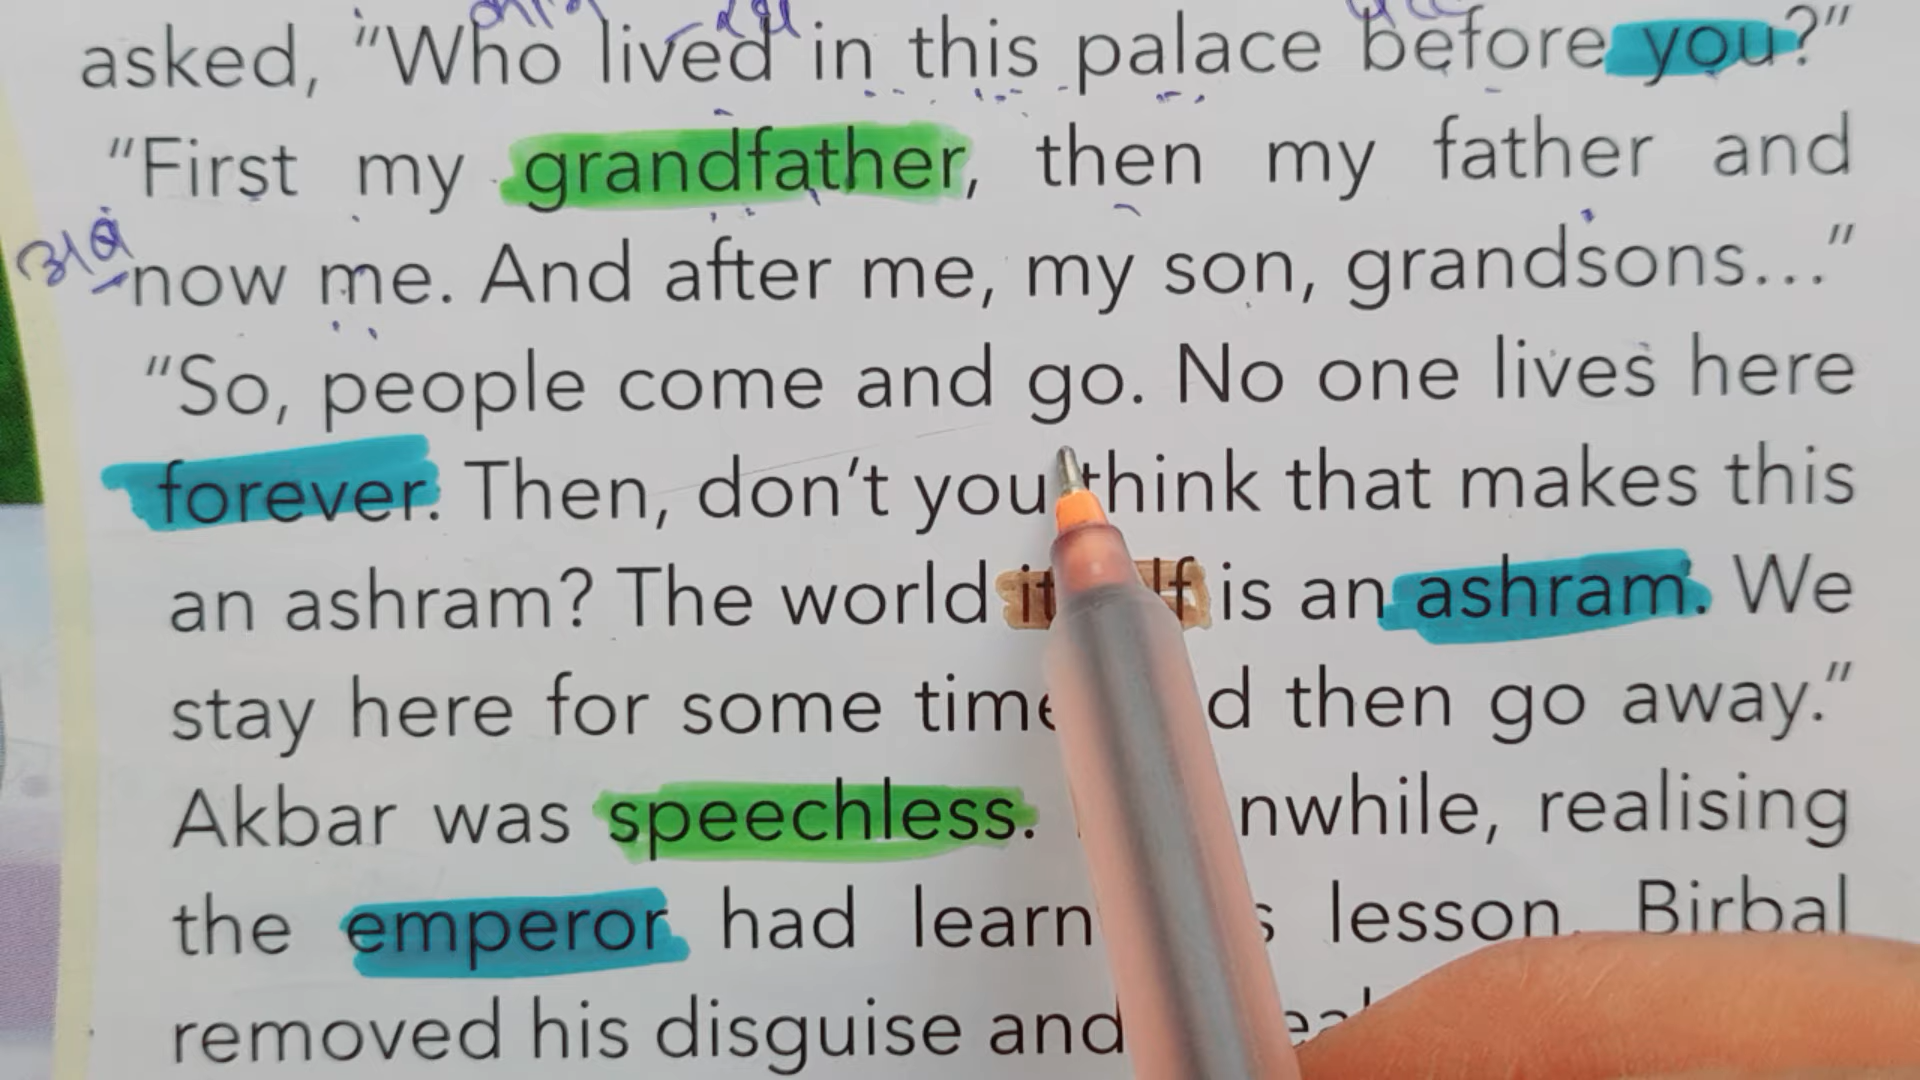 asked, "Who lived in this palace before you?"
"First my grandfather, then my father and
अब
now me. And after me, my son, grandsons..."
"So, people come and go. No one lives here
forever. Then, don't you think that makes this
an ashram? The world is an ashram. We
stay here for some then go away."
Akbar was speechless. realising
the emperor had lesson. Birbal
removed his disguise and